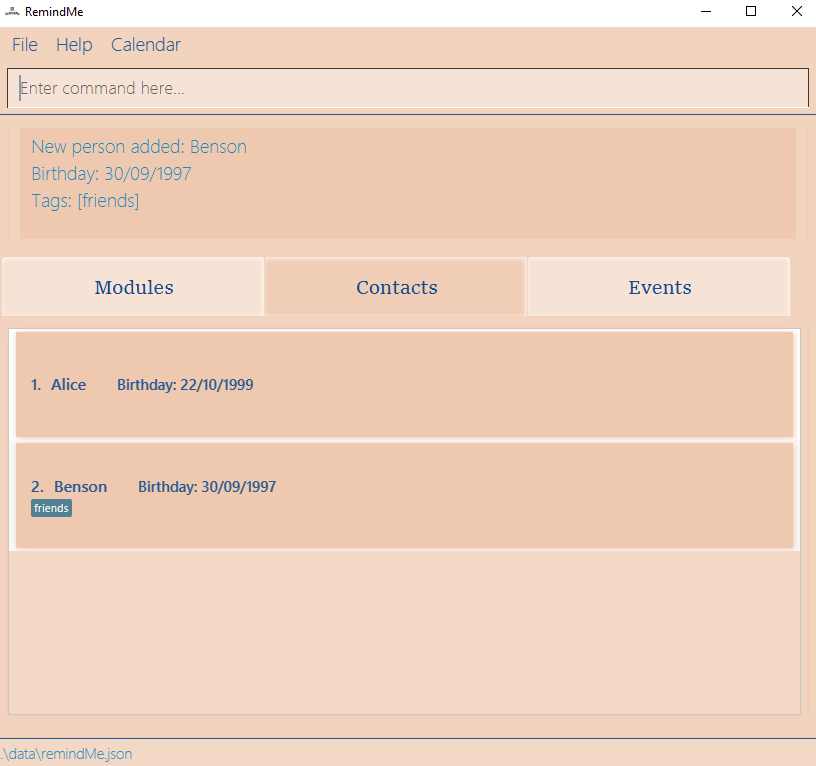 RemindMe
File Help Calendar
Enter command here...
New person added: Benson
Birthday: 30/09/1997
Tags: [friends]
Modules Contacts Events
1. Alice Birthday: 22/10/1999
2. Benson Birthday: 30/09/1997
friends
.\data\remindMe.json